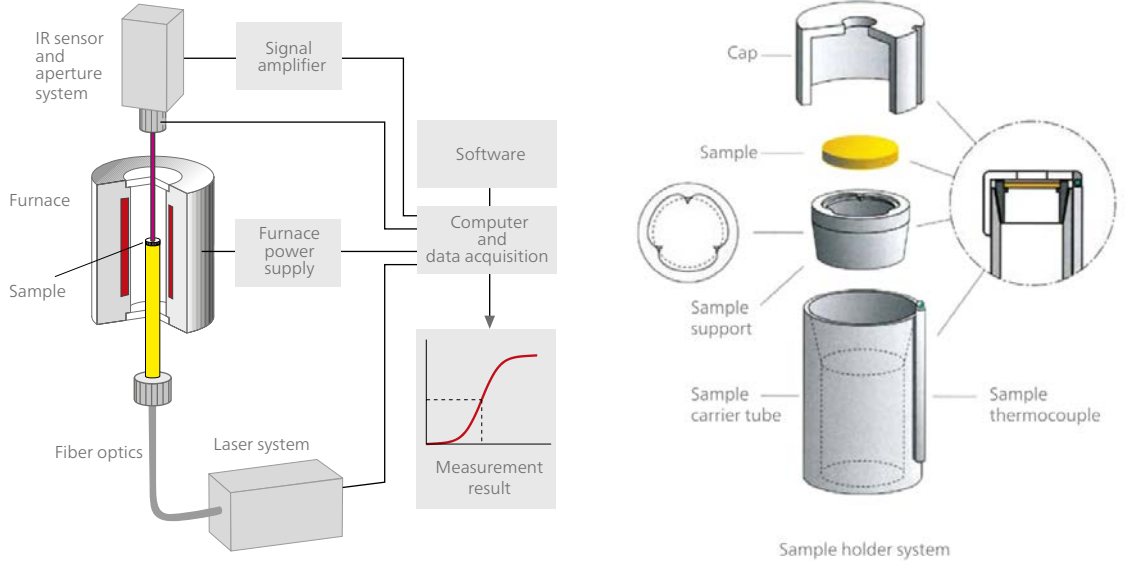 IR sensor
and
aperture
system
Signal
amplifier
Software
Furnace
Furnace
power
supply
Computer
and
data acquisition
Sample
Fiber optics
Laser system
Measurement
result
Cap
Sample
Sample
support
Sample
carrier tube
Sample
thermocouple
Sample holder system